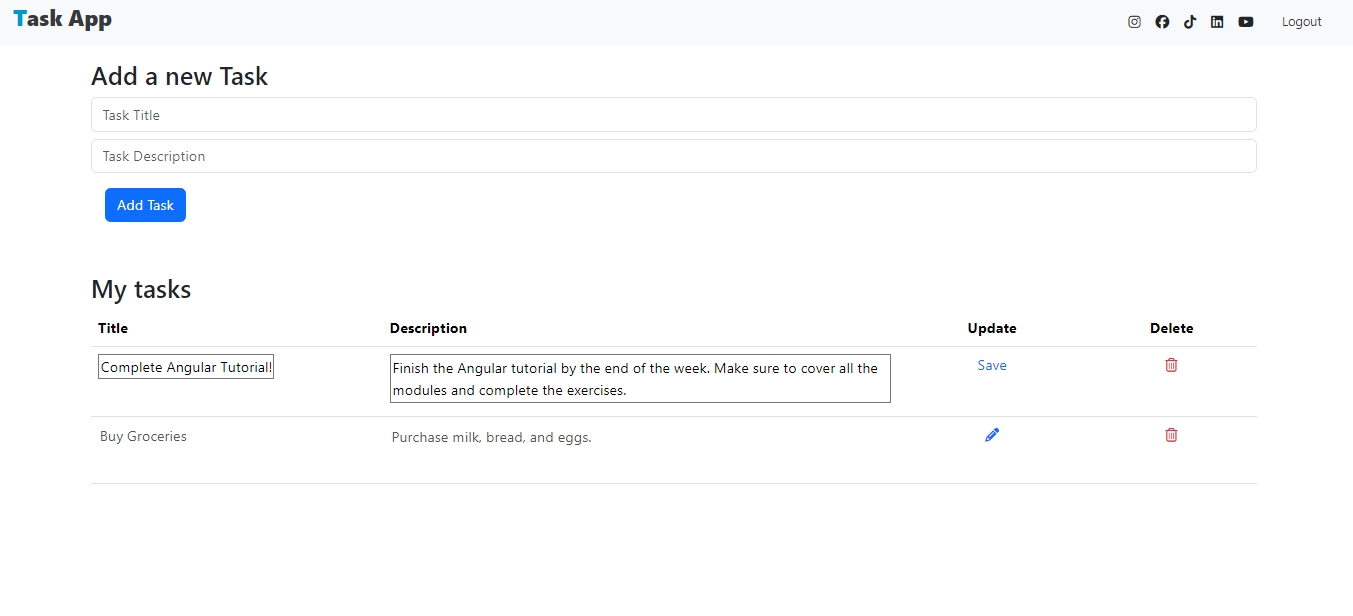 Task App
Logout
Add a new Task
Task Title
Task Description
Add Task
My tasks
Title Description Update Delete
Complete Angular Tutorial! Finish the Angular tutorial by the end of the week. Make sure to cover all the Save
modules and complete the exercises.
Buy Groceries Purchase milk, bread, and eggs.